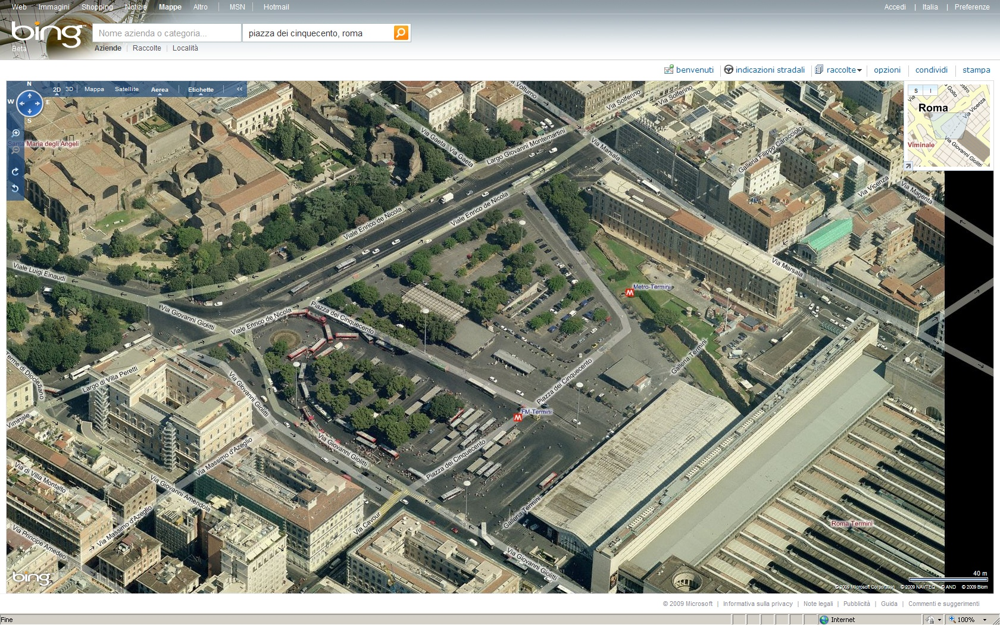 Web Immagini Shopping Notizie Mappe Altro | MSN | Hotmail
Accedi | Italia | Preferenze
bing™
Beta
Nome azienda o categoria...
piazza dei cinquecento, roma
Aziende | Raccolte | Località
benvenuti
indicazioni stradali
raccolte
opzioni
condividi
stampa
N
W
E
S
2D 3D Mappa Satellite Aerea Etichette <<
Santa Maria degli Angeli
S I
Roma
Via Vicenza
Viminale
Via Giovanni Giolitti
Via Volturno
Via Solferino
Via Solferino
Via Gaeta
Via Gaeta
Largo Giovanni Montemartini
Via Marsala
Galleria Filippo Caracciolo
Via Vicenza
Via Magenta
Viale Enrico de Nicola
Viale Enrico de Nicola
Via Marsala
Viale Luigi Einaudi
Metro-Termini
Via Giovanni Giolitti
Viale Enrico de Nicola
Piazza dei Cinquecento
Terme di Diocleziano
Largo di Villa Peretti
Via Giovanni Giolitti
Piazza dei Cinquecento
Galleria Termini
FM-Termini
Viminale
Via Massimo d'Azeglio
Via Giovanni Giolitti
Piazza dei Cinquecento
Via di Villa Montalto
Via Giovanni Amendola
Via Massimo d'Azeglio
Via Cavour
Galleria Termini
Roma Termini
Via Principe Amedeo
Via Giovanni Giolitti
bing™
40 m
© 2009 Microsoft Corporation © 2009 NAVTEQ © AND © 2009 Blom
© 2009 Microsoft | Informativa sulla privacy | Note legali | Pubblicità | Guida | Commenti e suggerimenti
Fine
Internet
100%